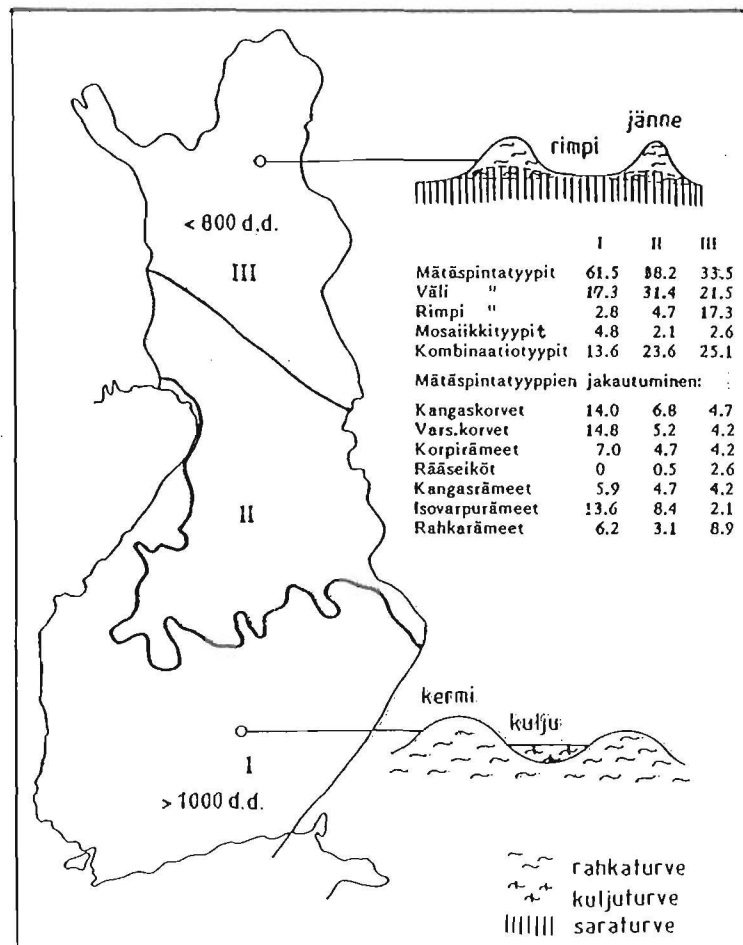 jänne
rimpi
< 800 d.d.
III
I II III
Mätäspintatyypit 61.5 38.2 33.5
Väli " 17.3 31.4 21.5
Rimpi " 2.8 4.7 17.3
Mosaiikkityypit 4.8 2.1 2.6
Kombinaatiotyypit 13.6 23.6 25.1
Mätäspintatyyppien jakautuminen:
Kangaskorvet 14.0 6.8 4.7
Vars.korvet 14.8 5.2 4.2
Korpirämeet 7.0 4.7 4.2
Rääseiköt 0 0.5 2.6
Kangasrämeet 5.9 4.7 4.2
Isovarpurämeet 13.6 8.4 2.1
Rahkarämeet 6.2 3.1 8.9
II
kermi
kulju
I
> 1000 d.d.
rahkaturve
kuljuturve
saraturve